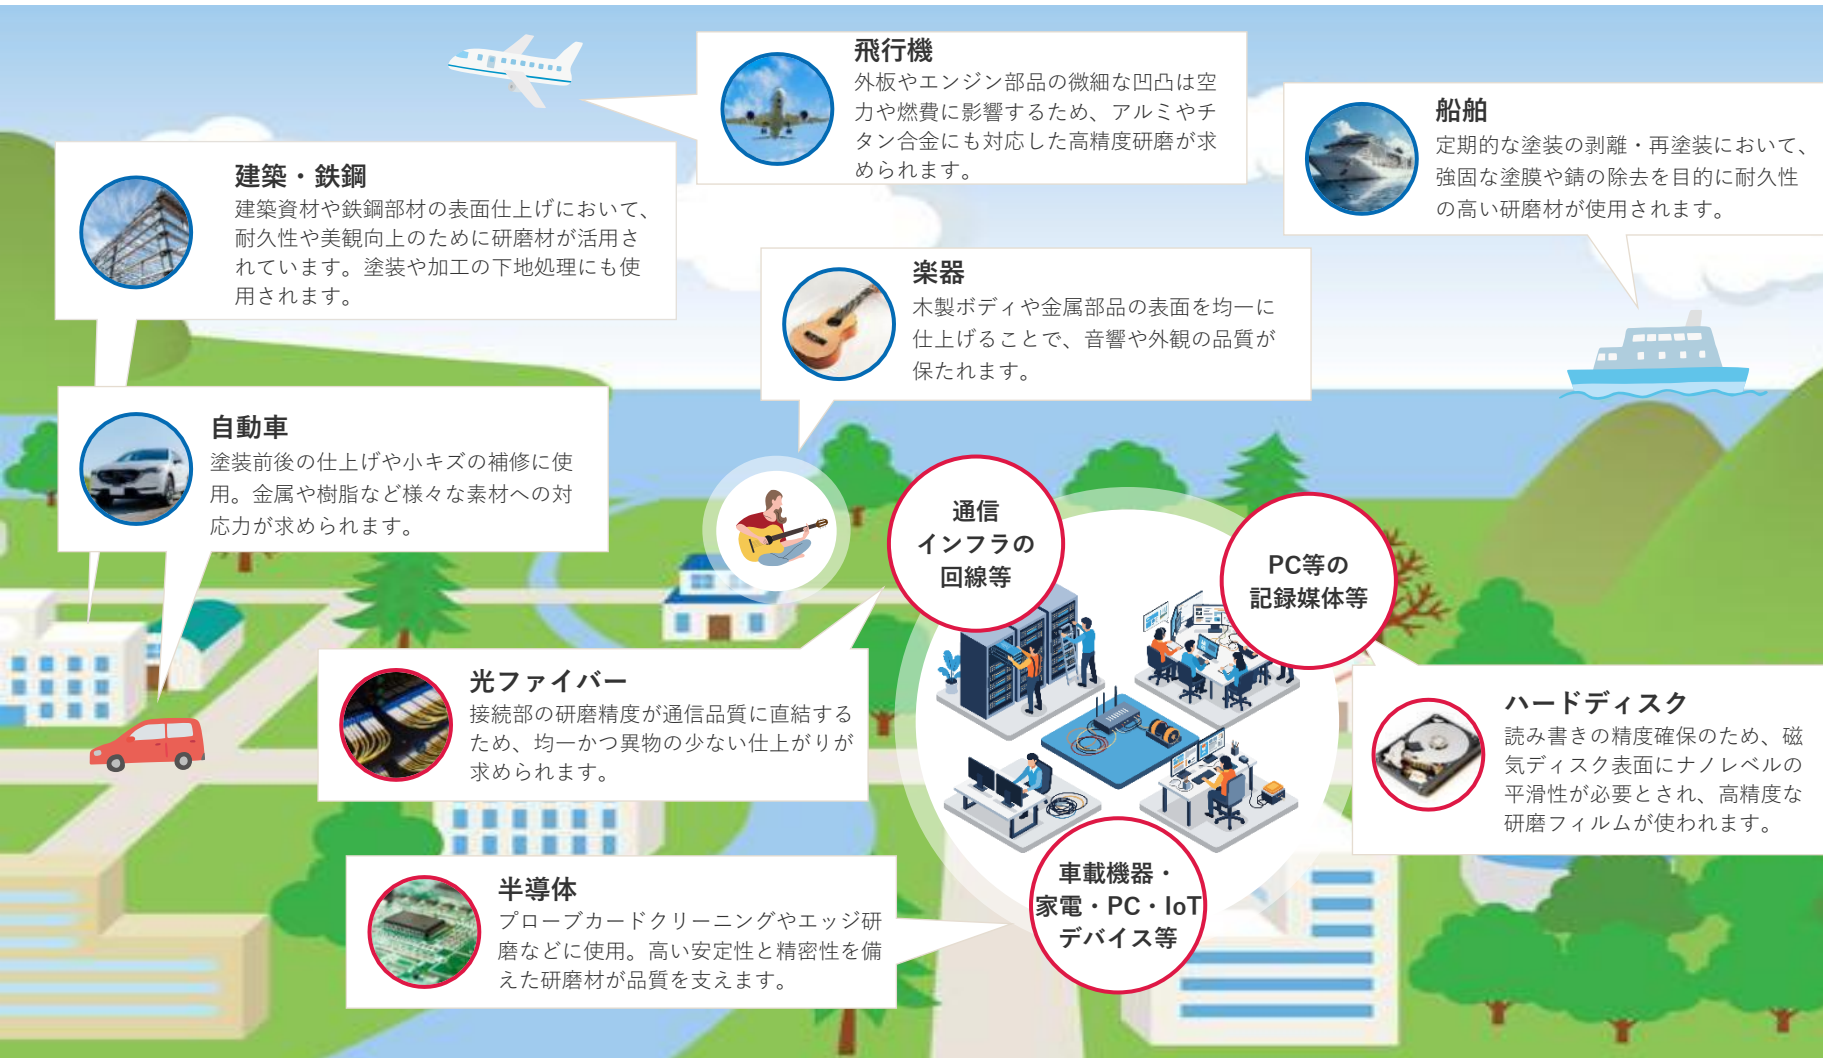 飛行機
外板やエンジン部品の微細な凹凸は空
力や燃費に影響するため、アルミやチ
タン合金にも対応した高精度研磨が求
められます。
船舶
定期的な塗装の剥離・再塗装において、
強固な塗膜や錆の除去を目的に耐久性
の高い研磨材が使用されます。
建築・鉄鋼
建築資材や鉄鋼部材の表面仕上げにおいて、
耐久性や美観向上のために研磨材が活用さ
れています。塗装や加工の下地処理にも使
用されます。
楽器
木製ボディや金属部品の表面を均一に
仕上げることで、音響や外観の品質が
保たれます。
自動車
塗装前後の仕上げや小キズの補修に使
用。金属や樹脂など様々な素材への対
応力が求められます。
通信
インフラの
回線等
PC等の
記録媒体等
光ファイバー
接続部の研磨精度が通信品質に直結する
ため、均一かつ異物の少ない仕上がりが
求められます。
ハードディスク
読み書きの精度確保のため、磁
気ディスク表面にナノレベルの
平滑性が必要とされ、高精度な
研磨フィルムが使われます。
半導体
プローブカードクリーニングやエッジ研
磨などに使用。高い安定性と精密性を備
えた研磨材が品質を支えます。
車載機器・
家電・PC・IoT
デバイス等